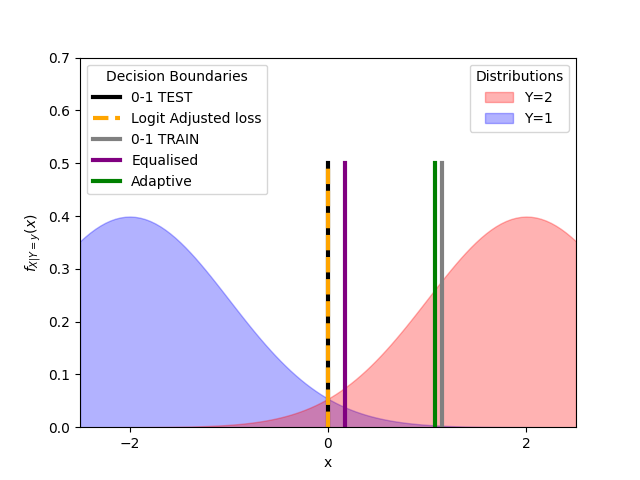 Decision Boundaries
0-1 TEST
Logit Adjusted loss
0-1 TRAIN
Equalised
Adaptive
Distributions
Y=2
Y=1
0.7
0.6
0.5
0.4
0.3
0.2
0.1
0.0
f_{X|Y=y}(x)
−2
0
2
x